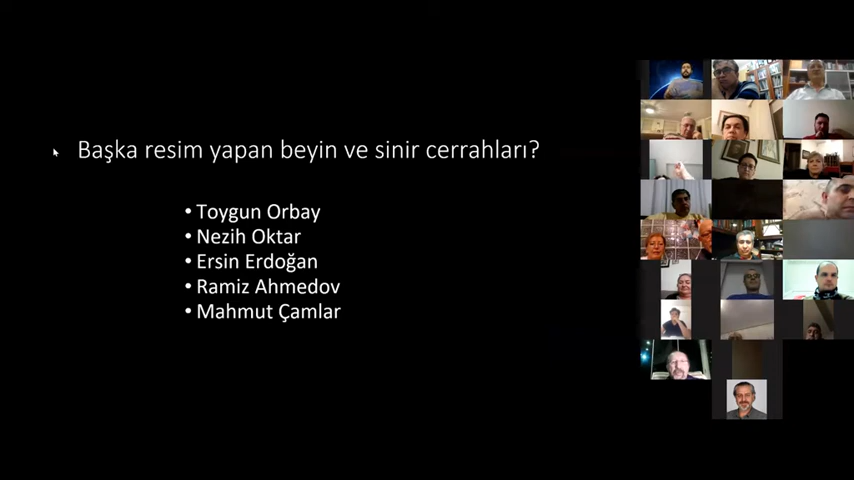 Başka resim yapan beyin ve sinir cerrahları?
• Toygun Orbay
• Nezih Oktar
• Ersin Erdoğan
• Ramiz Ahmedov
• Mahmut Çamlar